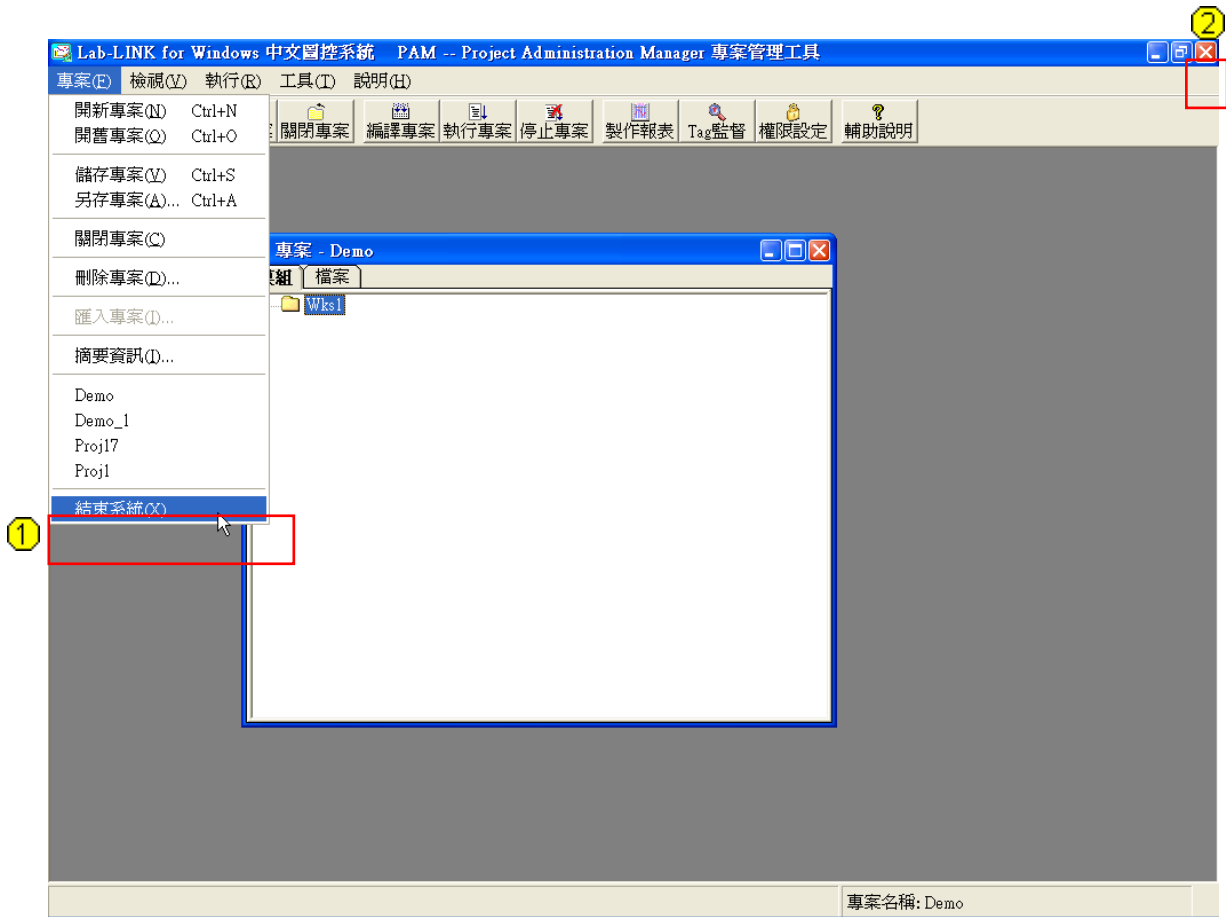 2
Lab-LINK for Windows 中文圖控系統 PAM -- Project Administration Manager 專案管理工具
專案(F) 檢視(V) 執行(R) 工具(T) 說明(H)
開新專案(N) Ctrl+N
開舊專案(O) Ctrl+O
儲存專案(V) Ctrl+S
另存專案(A)... Ctrl+A
關閉專案(C)
刪除專案(D)...
匯入專案(I)...
摘要資訊(I)...
Demo
Demo_1
Proj17
Proj1
結束系統(X)
關閉專案 編譯專案 執行專案 停止專案 製作報表 Tag監督 權限設定 輔助說明
專案 - Demo
組 檔案
Wks1
1
專案名稱: Demo